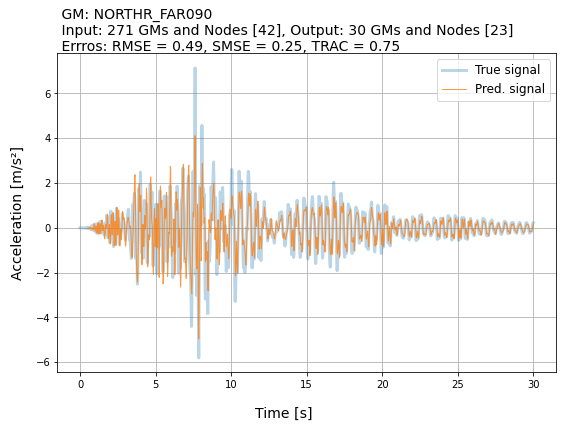 GM: NORTHR_FAR090
Input: 271 GMs and Nodes [42], Output: 30 GMs and Nodes [23]
Errros: RMSE = 0.49, SMSE = 0.25, TRAC = 0.75
True signal
Pred. signal
Acceleration [m/s²]
6
4
2
0
−2
−4
−6
0 5 10 15 20 25 30
Time [s]